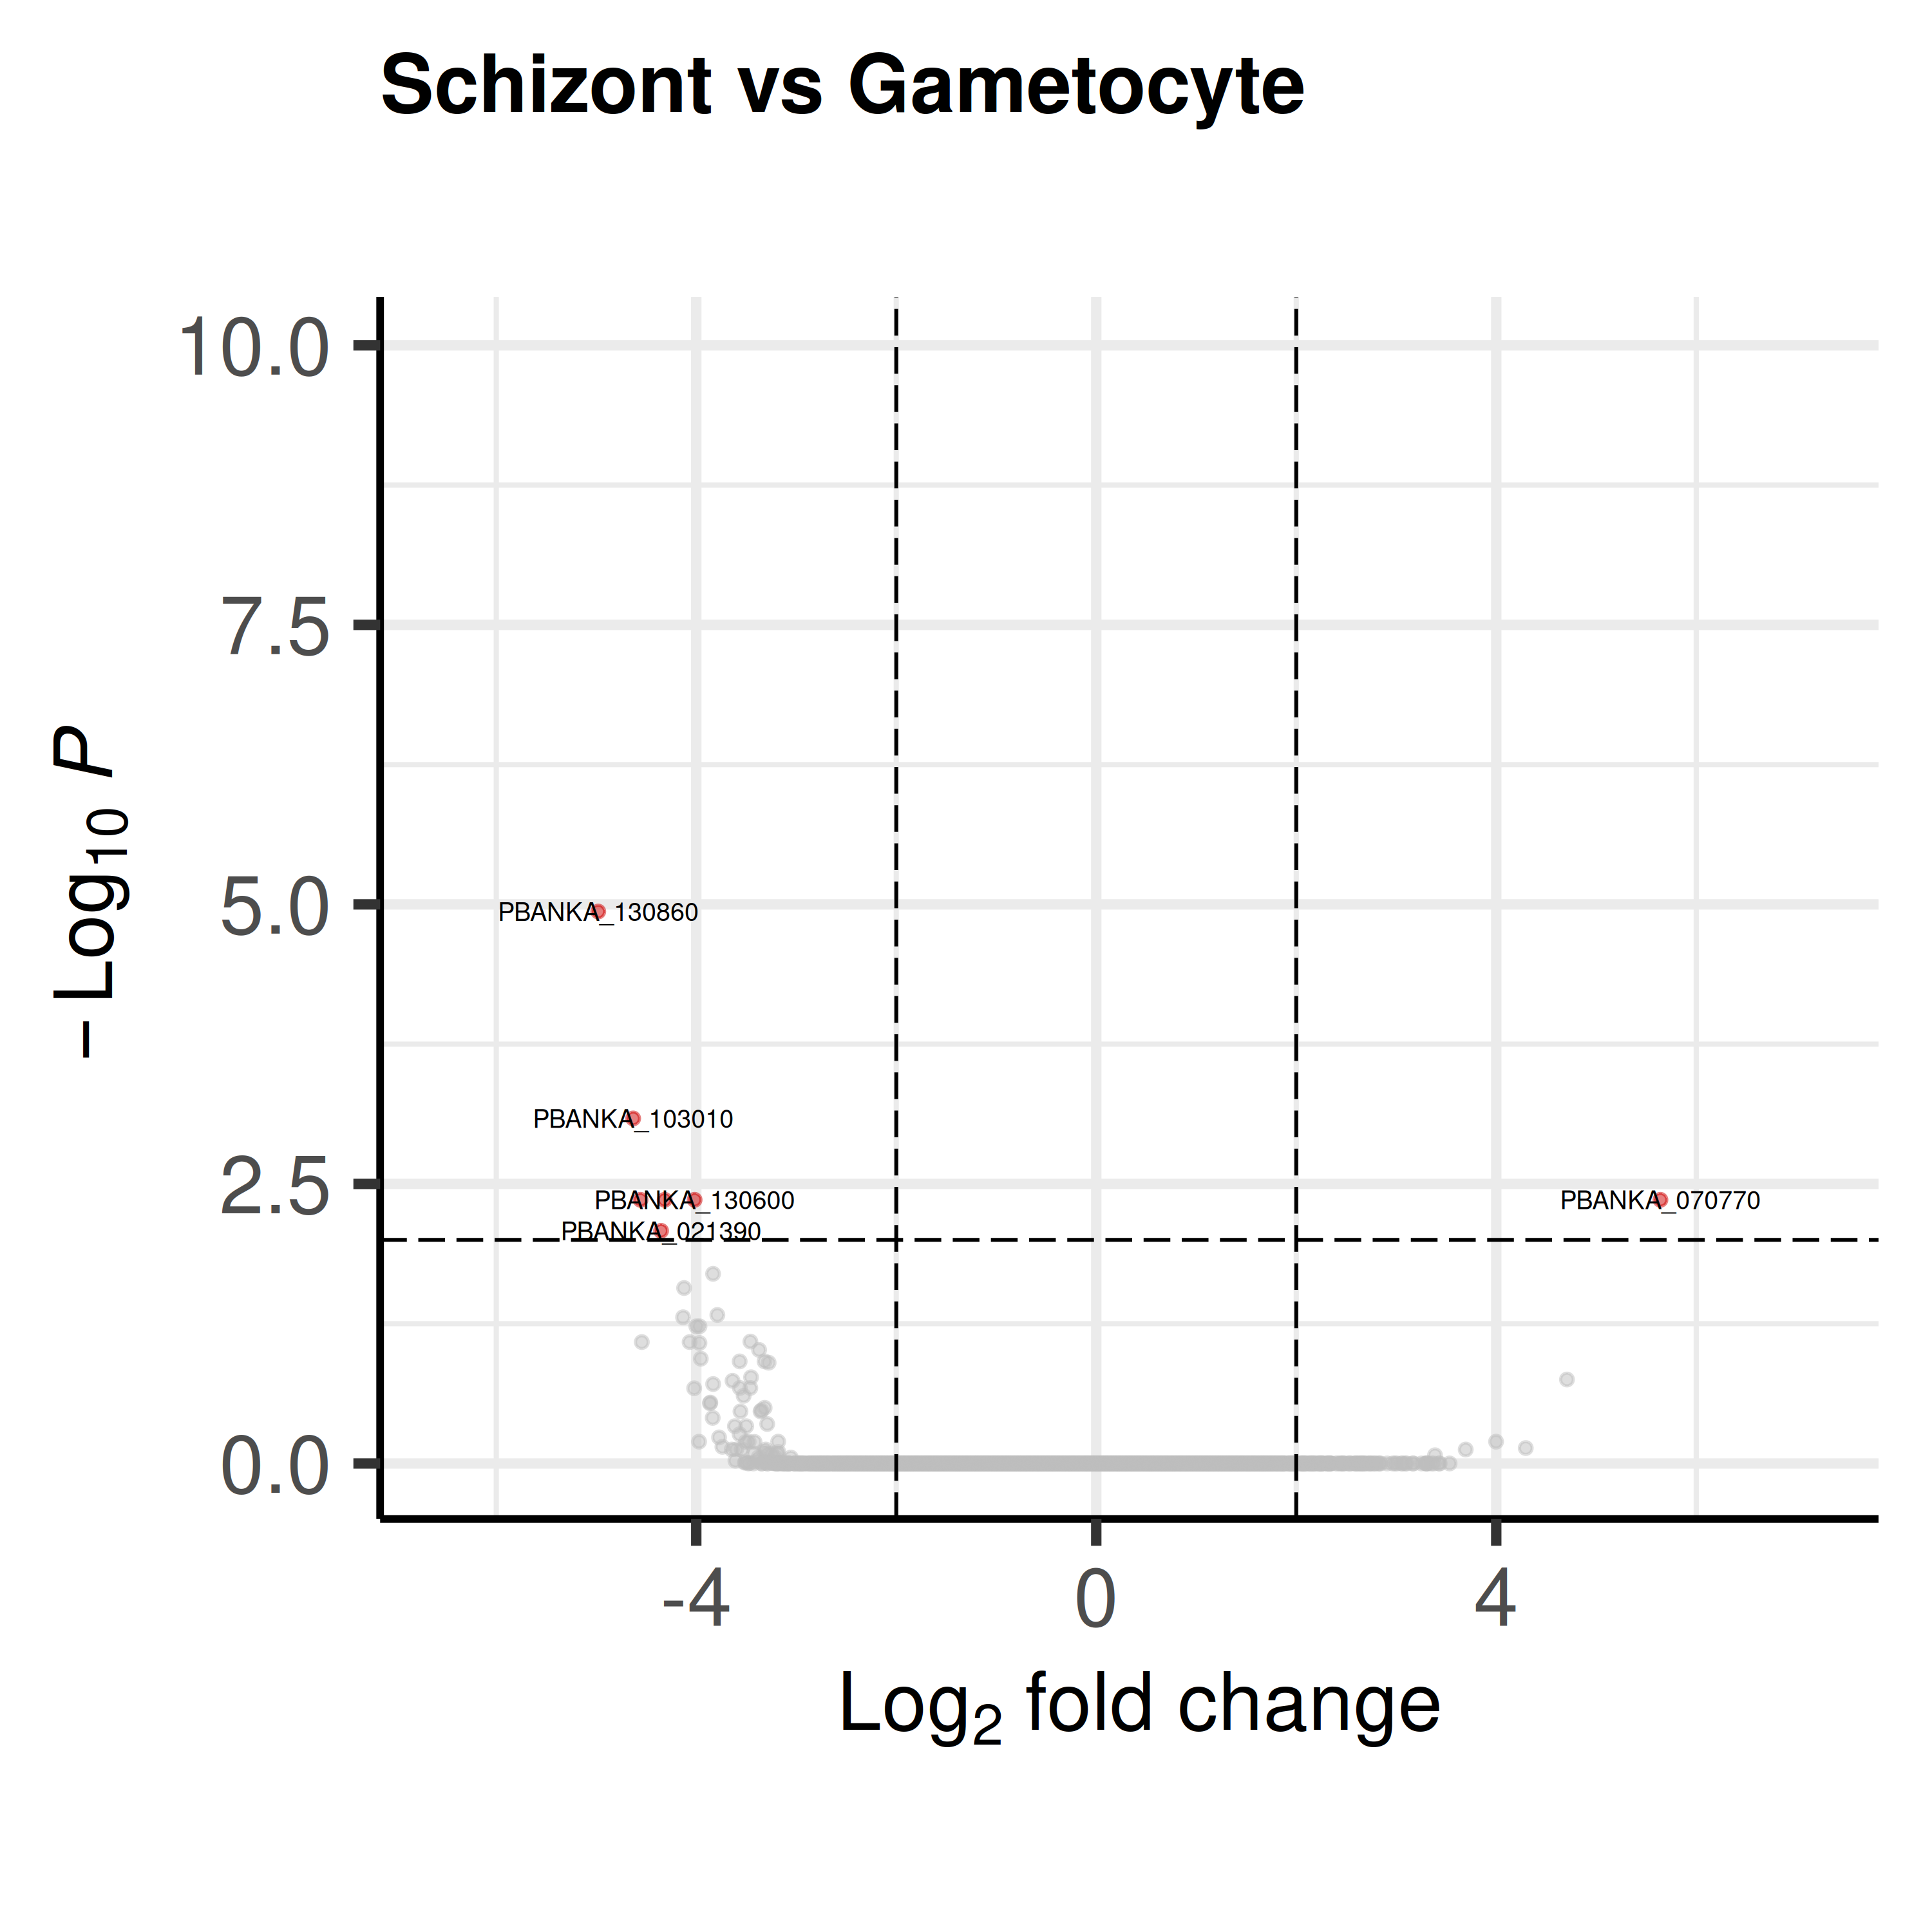 Schizont vs Gametocyte
10.0
7.5
5.0
2.5
0.0
− Log10 P
PBANKA_130860
PBANKA_103010
PBANKA_130600
PBANKA_070770
PBANKA_021390
-4
0
4
Log2 fold change